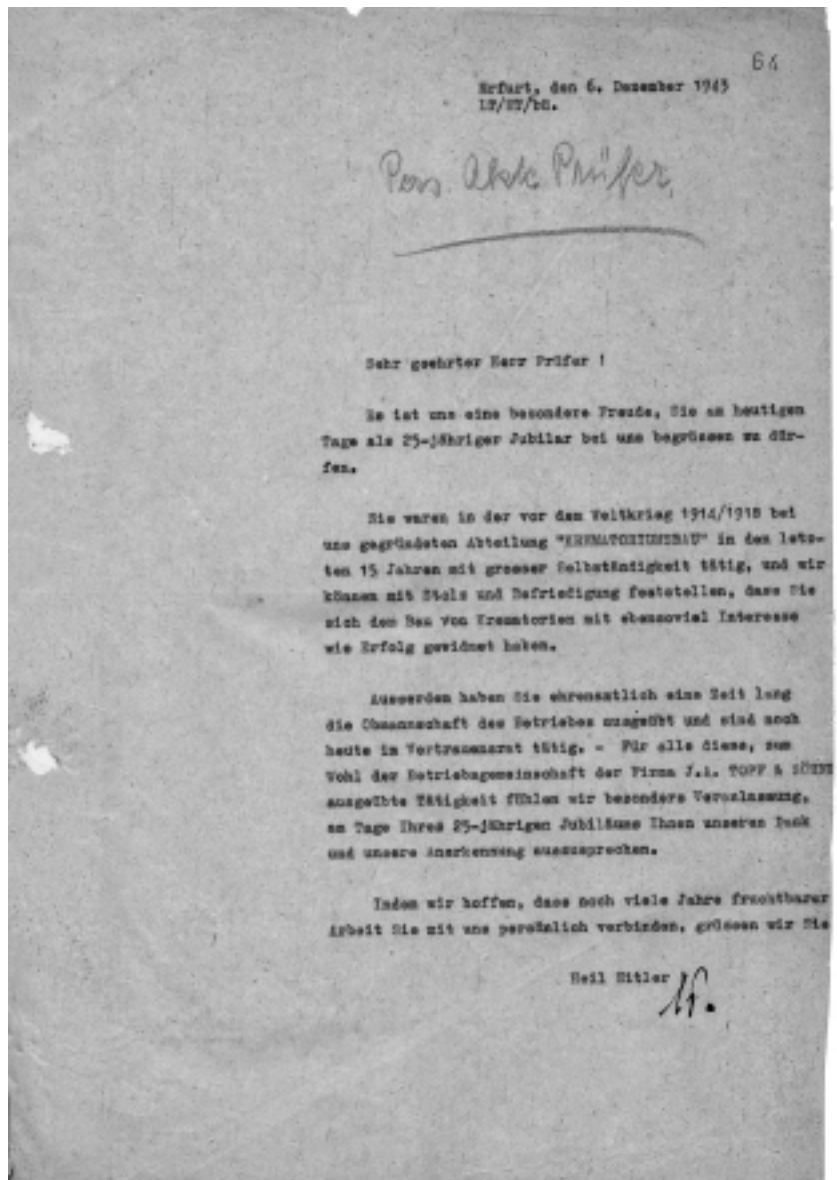 64
Erfurt, den 6. Dezember 1943
LT/ET/bE.
Pers. Akte Prüfer.
Sehr geehrter Herr Prüfer !
Es ist uns eine besondere Freude, Sie am heutigen
Tage als 25-jähriger Jubilar bei uns begrüssen zu dür-
fen.
Sie waren in der vor dem Weltkrieg 1914/1918 bei
uns gegründeten Abteilung "KREMATORIUMSBAU" in den letz-
ten 15 Jahren mit grosser Selbständigkeit tätig, und wir
können mit Stolz und Befriedigung feststellen, dass Sie
sich dem Bau von Krematorien mit ebensoviel Interesse
wie Erfolg gewidmet haben.
Ausserdem haben Sie ehrenamtlich eine Zeit lang
die Obmannschaft des Betriebes ausgeübt und sind noch
heute im Vertrauensrat tätig. - Für alle diese, zum
Wohl der Betriebsgemeinschaft der Firma J.A. TOPF & SÖHNE
ausgeübte Tätigkeit fühlen wir besondere Veranlassung,
am Tage Ihres 25-jährigen Jubiläums Ihnen unseren Dank
und unsere Anerkennung auszusprechen.
Indem wir hoffen, dass noch viele Jahre fruchtbarer
Arbeit Sie mit uns persönlich verbinden, grüssen wir Sie
Heil Hitler